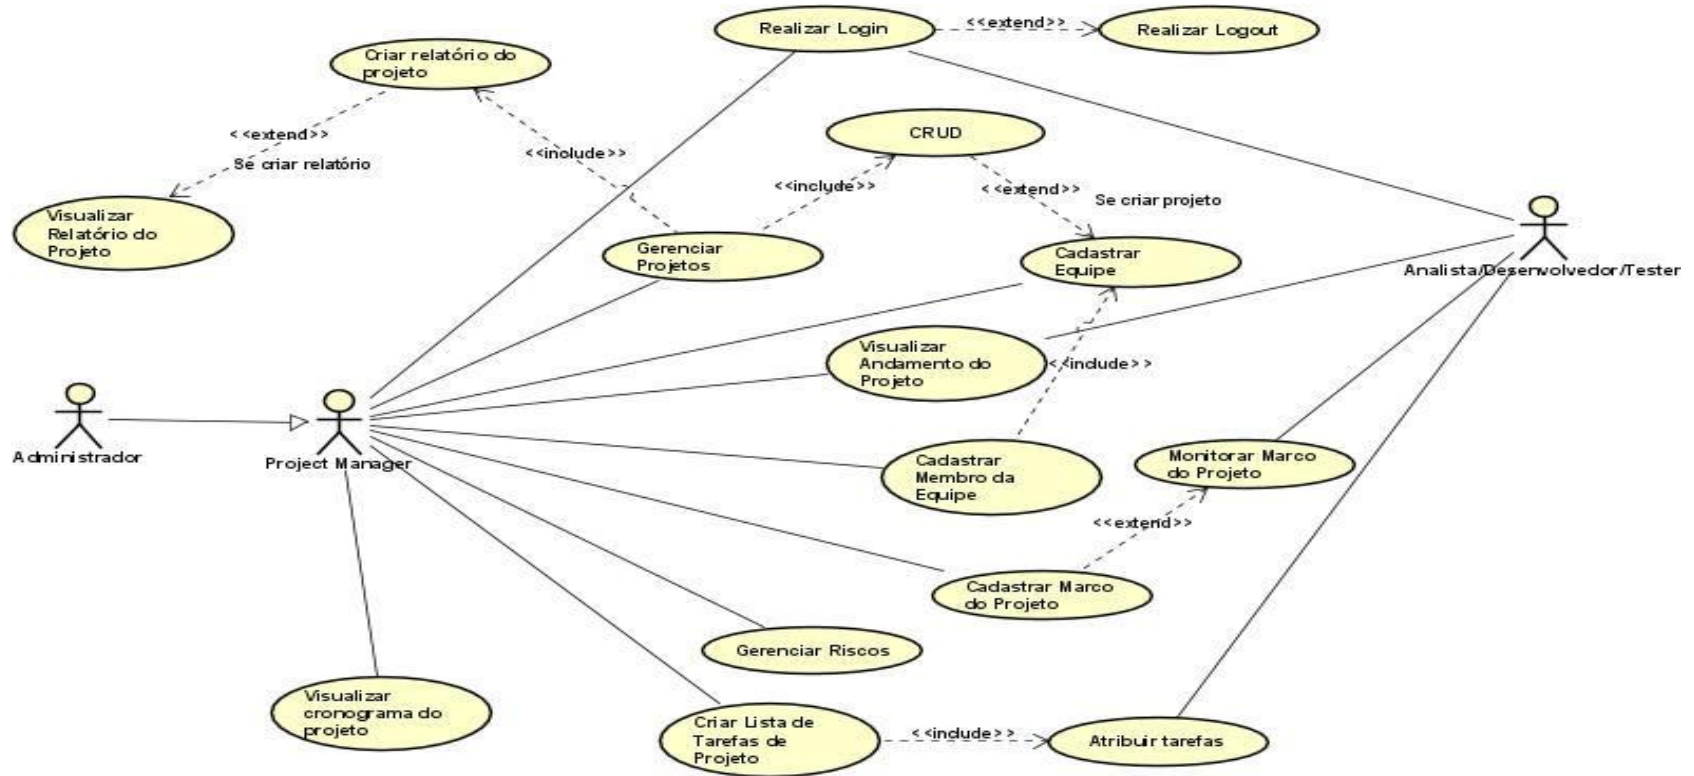 Realizar Login
<<extend>>
Realizar Logout
Criar relatório do
projeto
<<extend>>
Se criar relatório
<<include>>
CRUD
<<include>>
<<extend>>
Se criar projeto
Visualizar
Relatório do
Projeto
Gerenciar
Projetos
Cadastrar
Equipe
Analista/Desenvolvedor/Tester
Visualizar
Andamento do
Projeto
<<include>>
Administrador
Project Manager
Cadastrar
Membro da
Equipe
Monitorar Marco
do Projeto
<<extend>>
Cadastrar Marco
do Projeto
Gerenciar Riscos
Visualizar
cronograma do
projeto
Criar Lista de
Tarefas de
Projeto
<<include>>
Atribuir tarefas